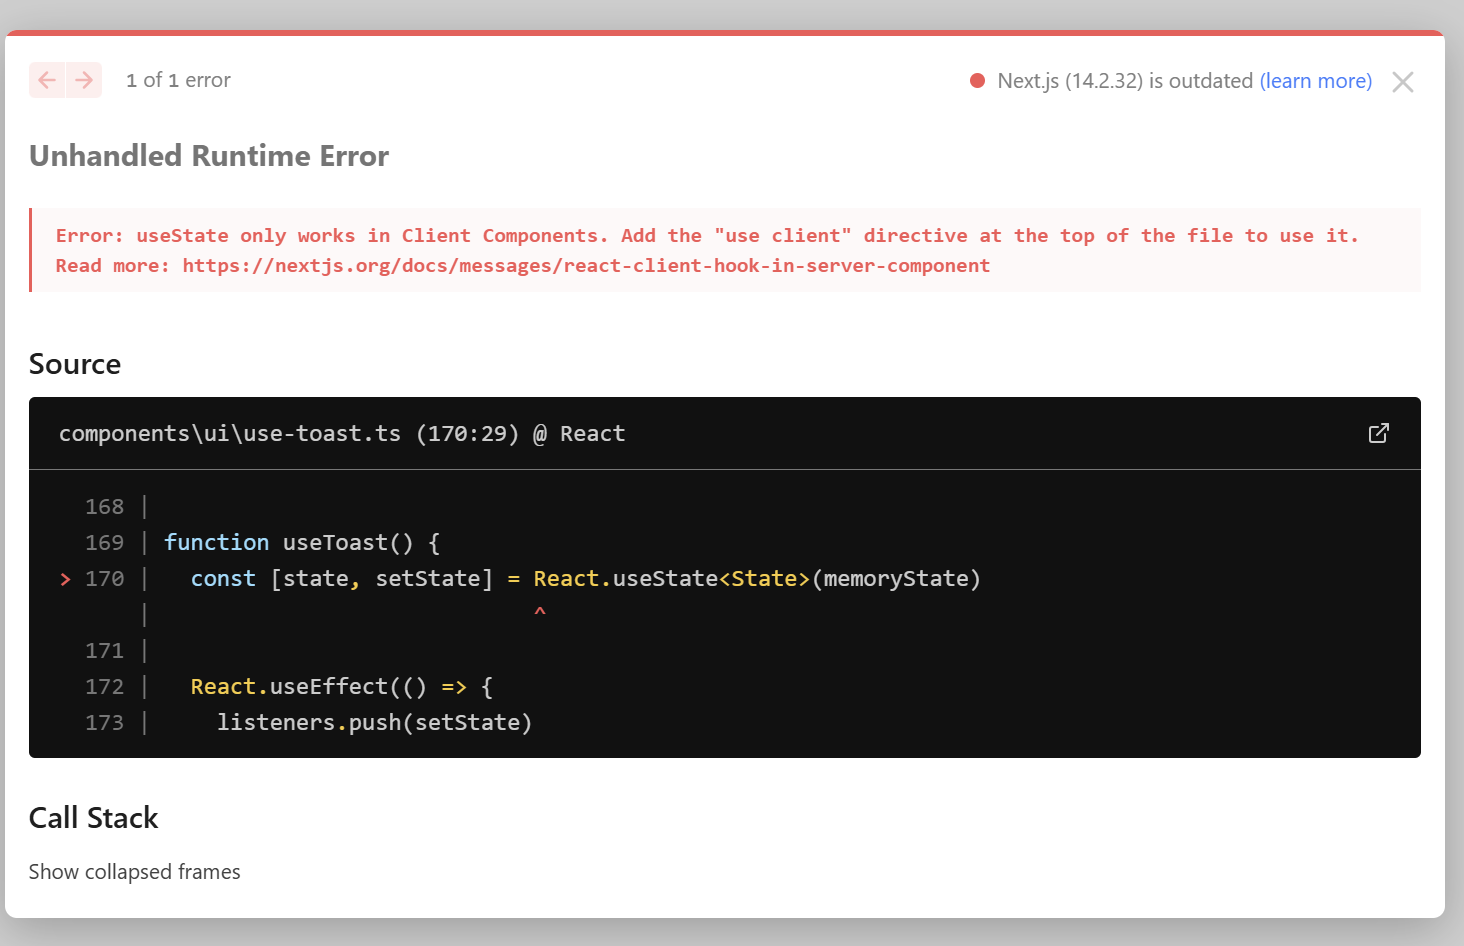 1 of 1 error
Next.js (14.2.32) is outdated (learn more)
Unhandled Runtime Error
Error: useState only works in Client Components. Add the "use client" directive at the top of the file to use it.
Read more: https://nextjs.org/docs/messages/react-client-hook-in-server-component
Source
components\ui\use-toast.ts (170:29) @ React
168 |
169 | function useToast() {
> 170 |   const [state, setState] = React.useState<State>(memoryState)
|                             ^
171 |
172 |   React.useEffect(() => {
173 |     listeners.push(setState)
Call Stack
Show collapsed frames